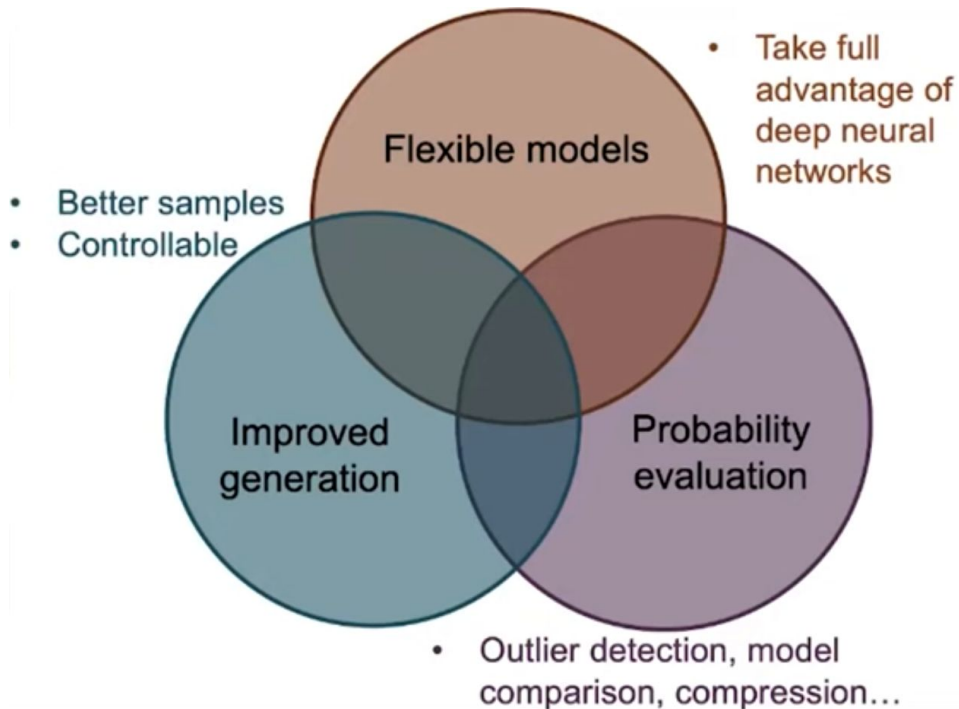 • Take full
advantage of
deep neural
networks
Flexible models
• Better samples
• Controllable
Improved
generation
Probability
evaluation
• Outlier detection, model
comparison, compression…